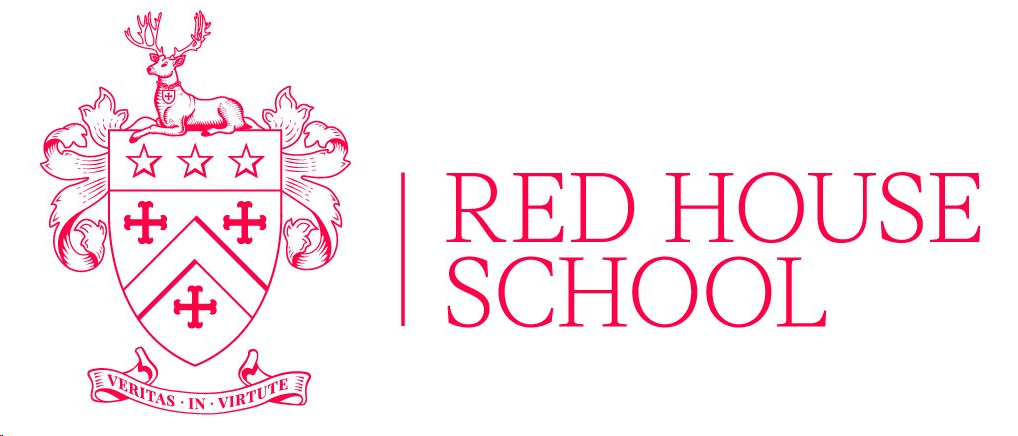 RED HOUSE
SCHOOL
VERITAS · IN · VIRTUTE